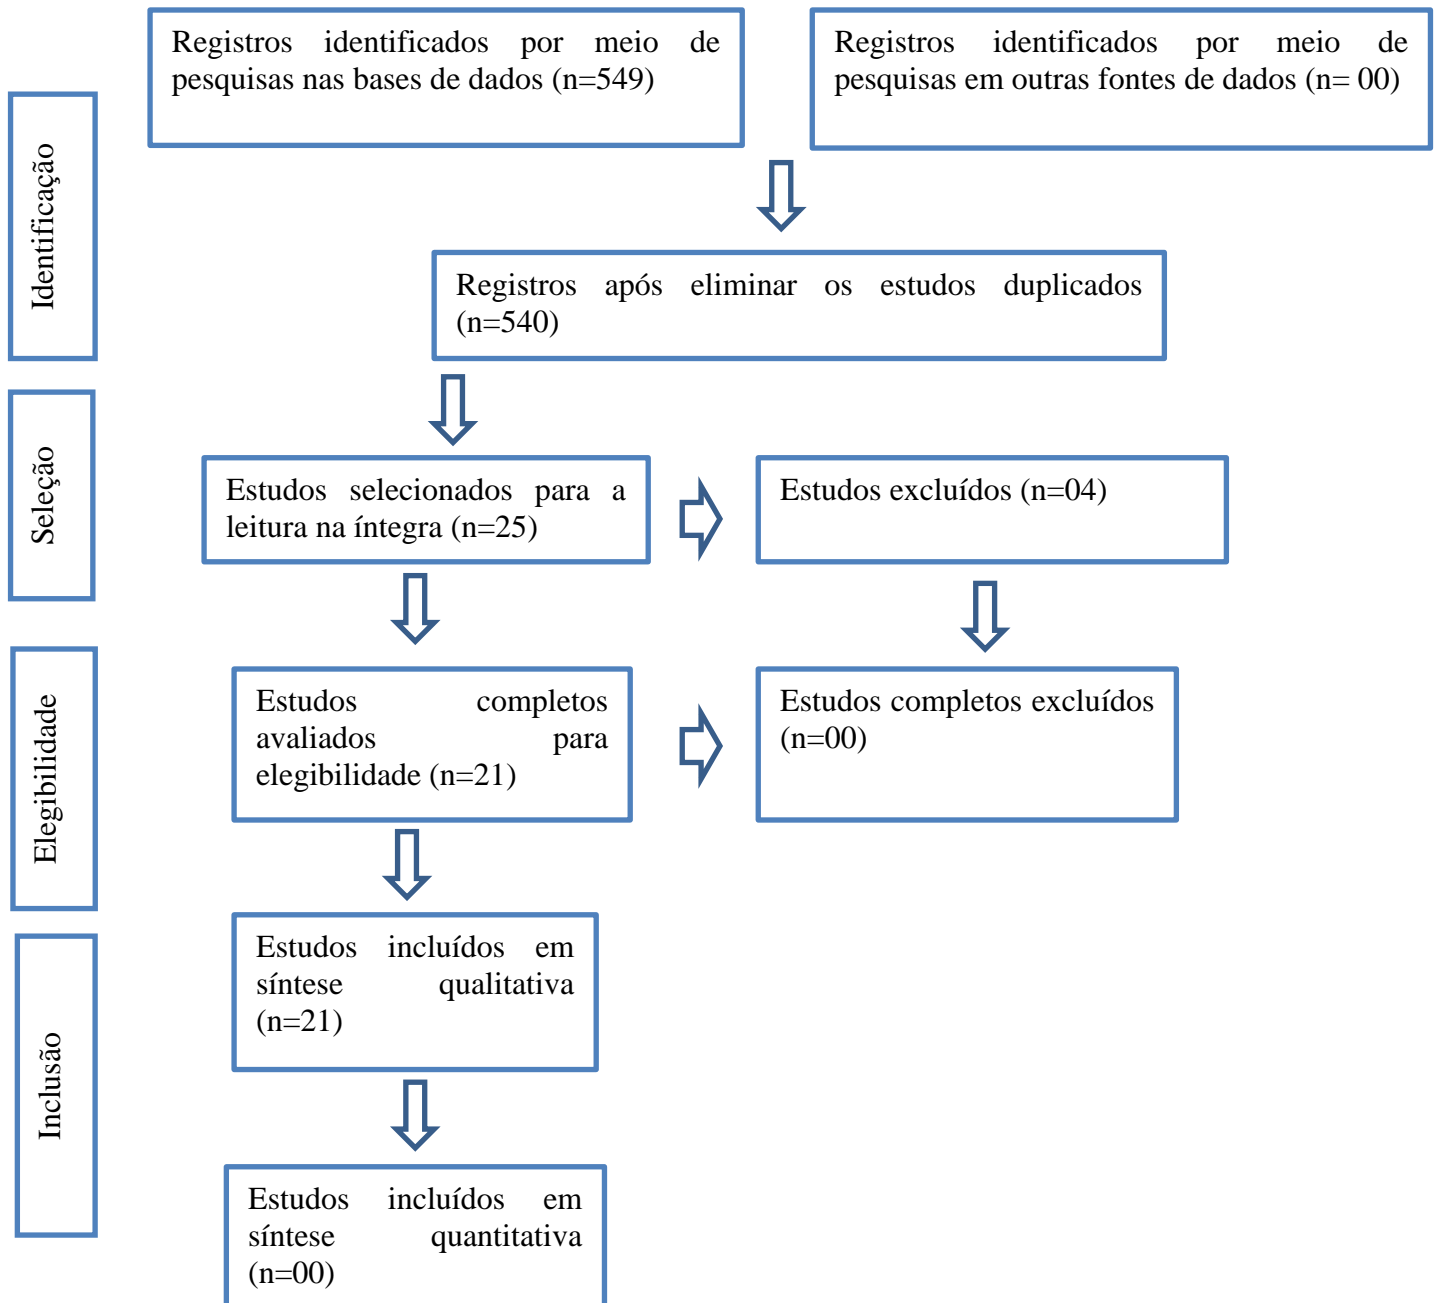 Registros identificados por meio de
pesquisas nas bases de dados (n=549)
Registros identificados por meio de
pesquisas em outras fontes de dados (n= 00)
Identificação
Registros após eliminar os estudos duplicados
(n=540)
Seleção
Estudos selecionados para a
leitura na íntegra (n=25)
Estudos excluídos (n=04)
Elegibilidade
Estudos completos
avaliados para
elegibilidade (n=21)
Estudos completos excluídos
(n=00)
Inclusão
Estudos incluídos em
síntese qualitativa
(n=21)
Estudos incluídos em
síntese quantitativa
(n=00)